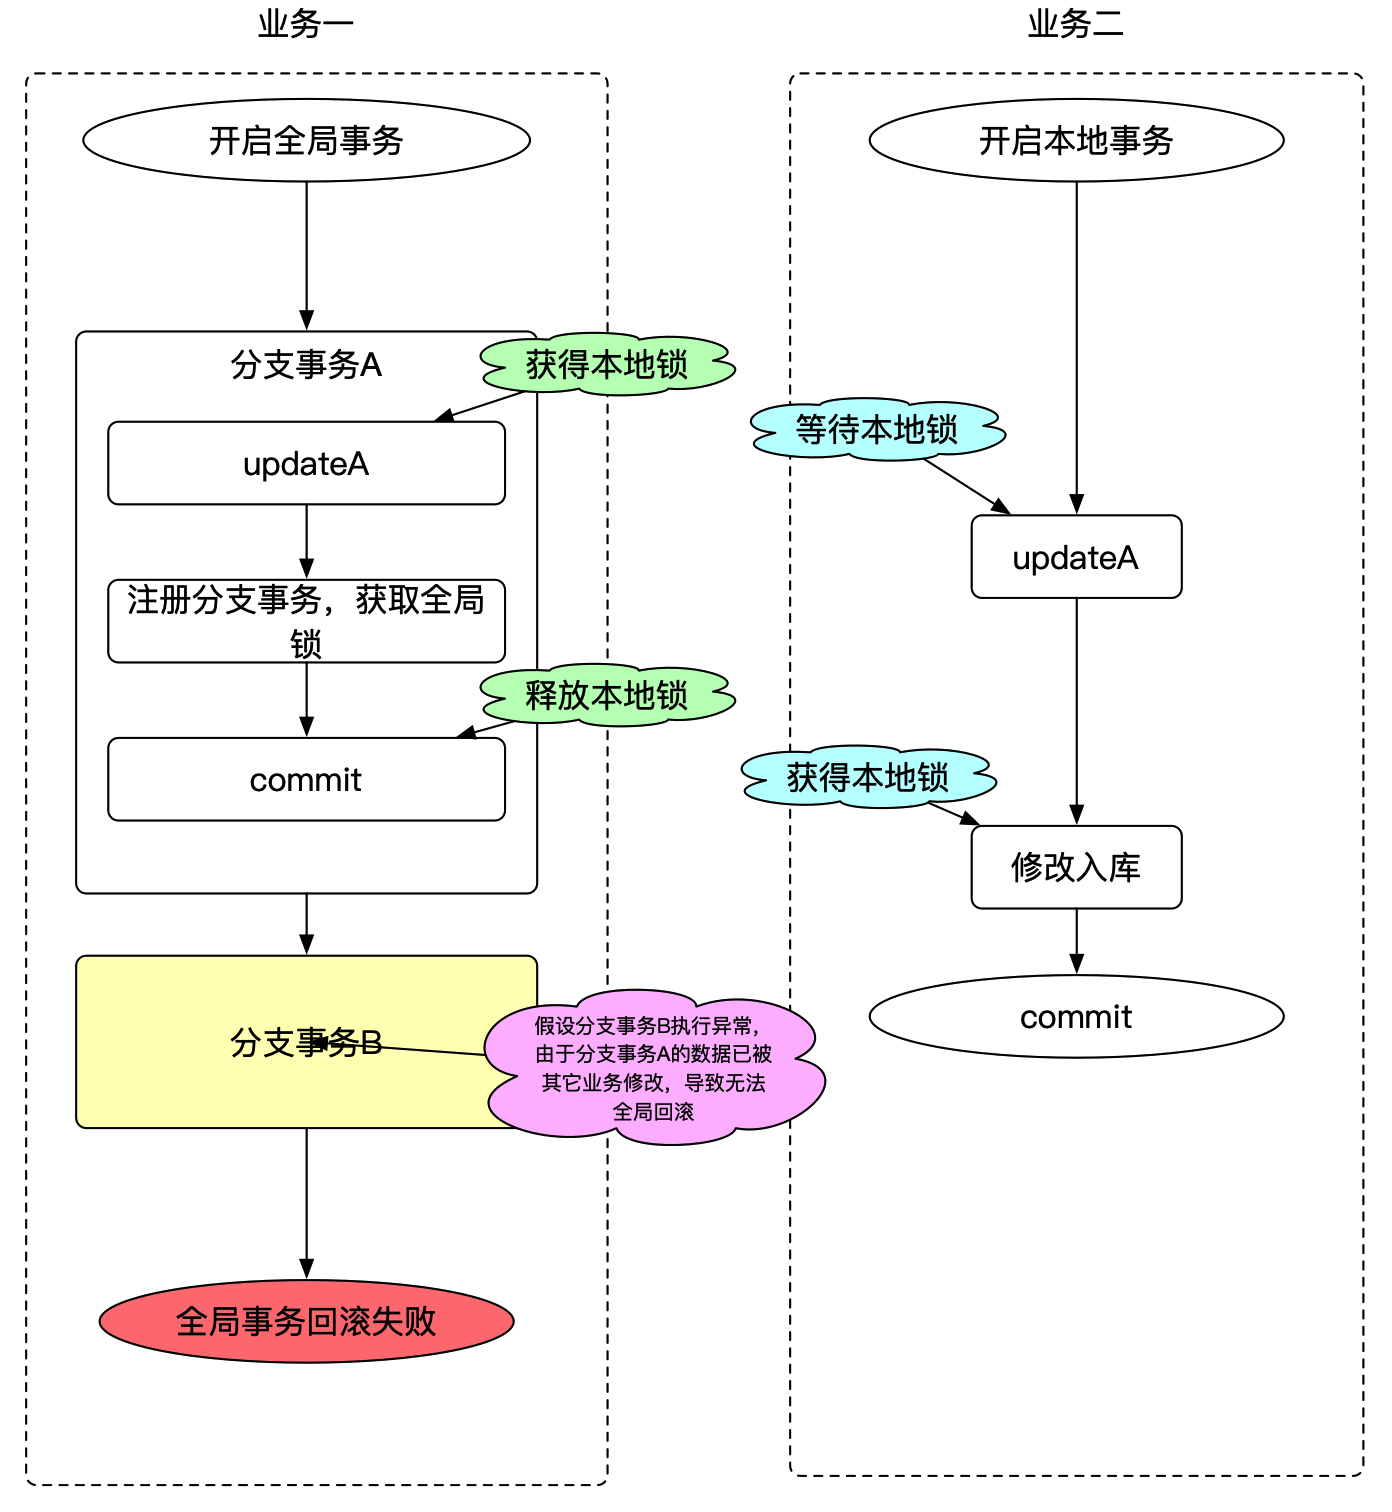 业务一
开启全局事务
分支事务A
获得本地锁
updateA
注册分支事务，获取全局
锁
释放本地锁
commit
分支事务B
假设分支事务B执行异常，
由于分支事务A的数据已被
其它业务修改，导致无法
全局回滚
全局事务回滚失败
业务二
开启本地事务
等待本地锁
updateA
获得本地锁
修改入库
commit